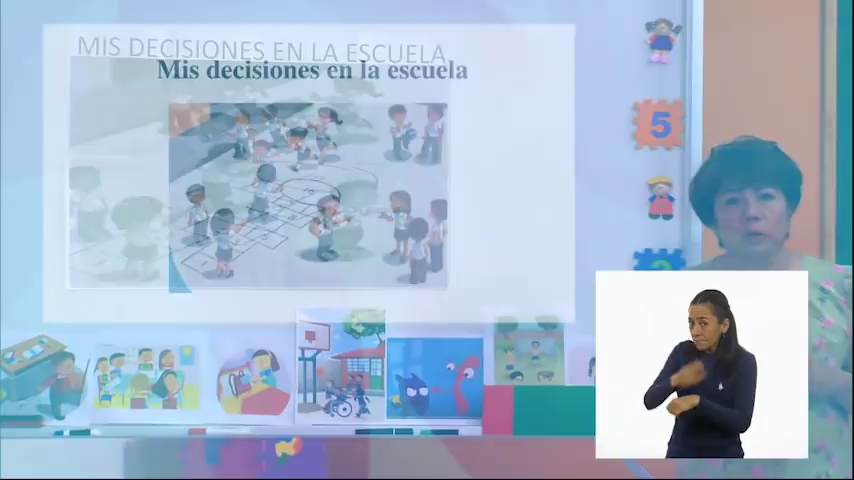 MIS DECISIONES EN LA ESCUELA
Mis decisiones en la escuela
5